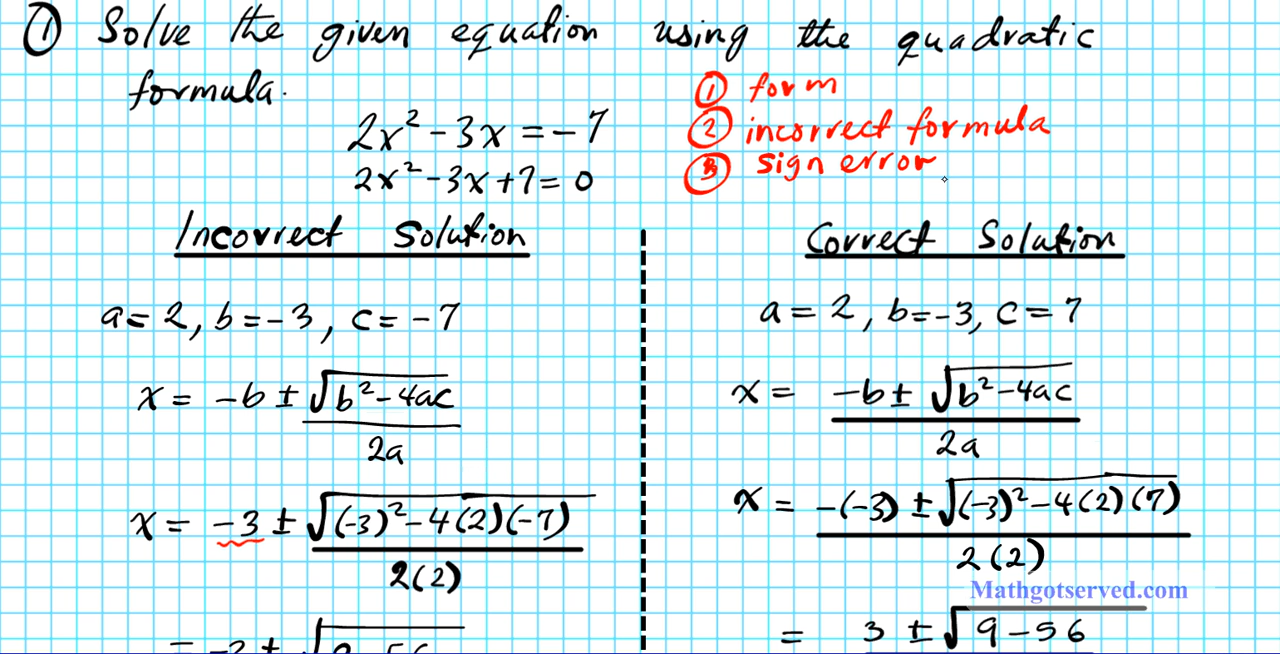 ① Solve the given equation using the quadratic
formula.
2x² - 3x = -7
2x² - 3x + 7 = 0
① form
② incorrect formula
③ sign error
Incorrect Solution
a = 2, b = -3, c = -7
x = -b ± √(b² - 4ac)
2a
x = -3 ± √((-3)² - 4(2)(-7))
2(2)
Correct Solution
a = 2, b = -3, c = 7
x = -b ± √(b² - 4ac)
2a
x = -(-3) ± √((-3)² - 4(2)(7))
2(2)
Mathgotserved.com
= 3 ± √(9 - 56)